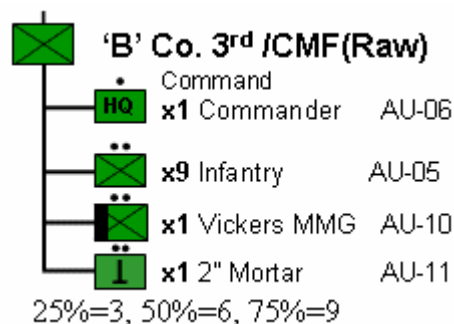 ‘B’ Co. 3rd /CMF(Raw)
Command
HQ x1 Commander AU-06
x9 Infantry AU-05
x1 Vickers MMG AU-10
x1 2" Mortar AU-11
25%=3, 50%=6, 75%=9